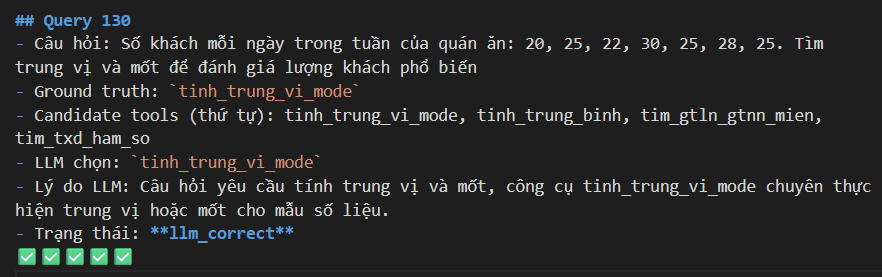 ## Query 130
- Câu hỏi: Số khách mỗi ngày trong tuần của quán ăn: 20, 25, 22, 30, 25, 28, 25. Tìm
trung vị và mốt để đánh giá lượng khách phổ biến
- Ground truth: `tinh_trung_vi_mode`
- Candidate tools (thứ tự): tinh_trung_vi_mode, tinh_trung_binh, tim_gtln_gtnn_mien,
tim_txd_ham_so
- LLM chọn: `tinh_trung_vi_mode`
- Lý do LLM: Câu hỏi yêu cầu tính trung vị và mốt, công cụ tinh_trung_vi_mode chuyên thực
hiện trung vị hoặc mốt cho mẫu số liệu.
- Trạng thái: **llm_correct**
✅✅✅✅✅